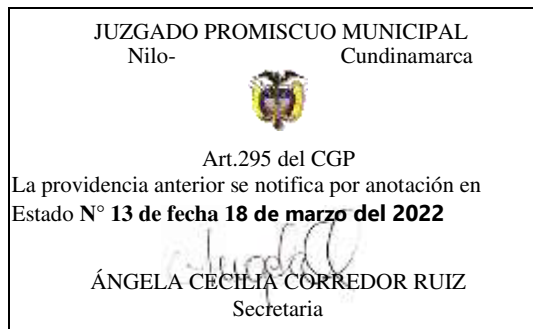 JUZGADO PROMISCUO MUNICIPAL
Nilo- Cundinamarca
Art.295 del CGP
La providencia anterior se notifica por anotación en
Estado N° 13 de fecha 18 de marzo del 2022
ÁNGELA CECILIA CORREDOR RUIZ
Secretaria